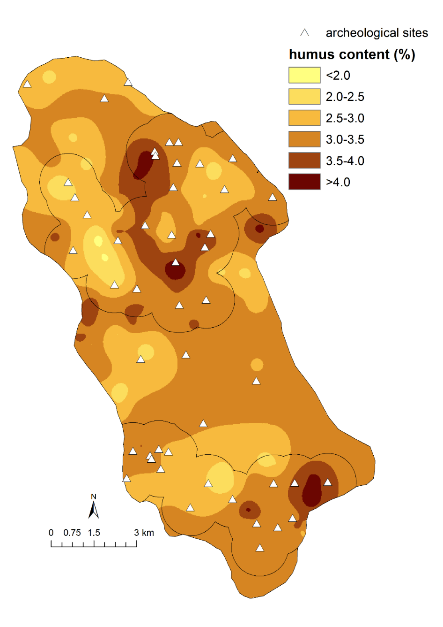 archeological sites
humus content (%)
<2.0
2.0-2.5
2.5-3.0
3.0-3.5
3.5-4.0
>4.0
N
0 0.75 1.5 3 km